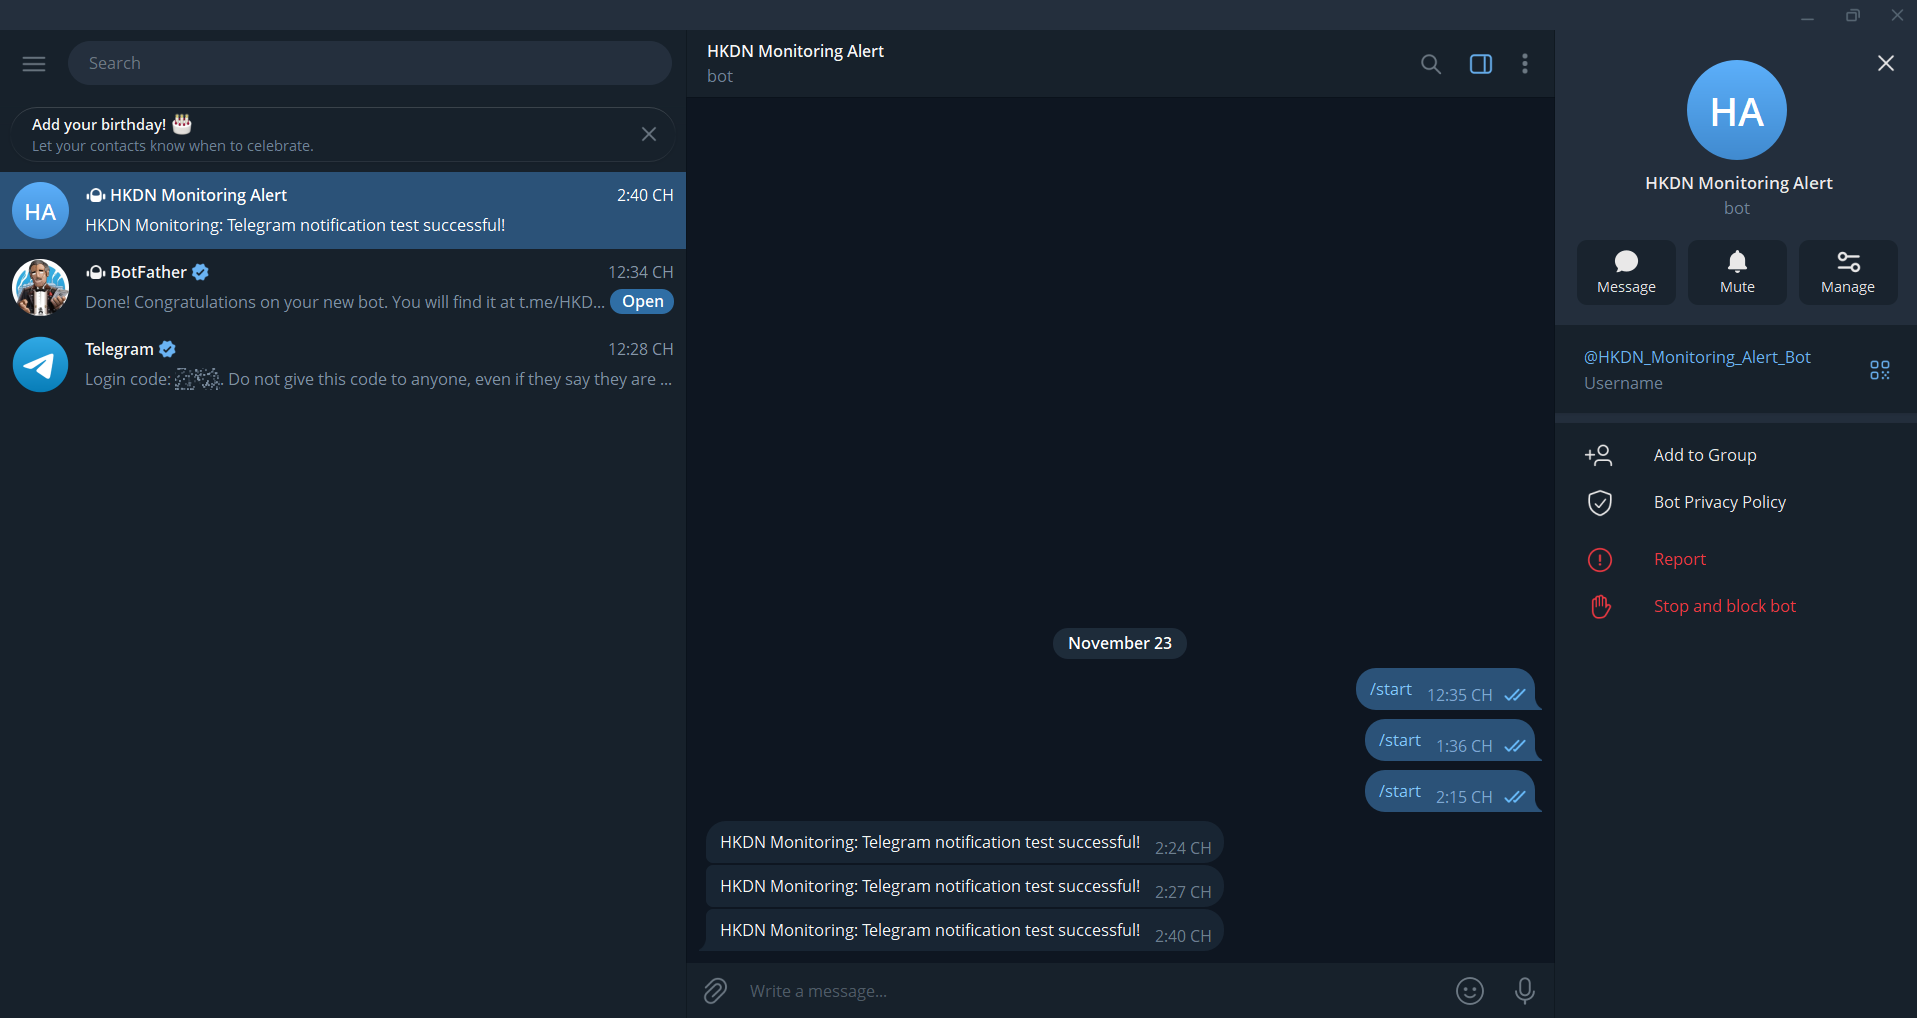 Search
Add your birthday! 🎂
Let your contacts know when to celebrate.
HA
HKDN Monitoring Alert
2:40 CH
HKDN Monitoring: Telegram notification test successful!
BotFather
12:34 CH
Done! Congratulations on your new bot. You will find it at t.me/HKD...
Open
Telegram
12:28 CH
Login code: . Do not give this code to anyone, even if they say they are ...
HKDN Monitoring Alert
bot
November 23
/start 12:35 CH
/start 1:36 CH
/start 2:15 CH
HKDN Monitoring: Telegram notification test successful! 2:24 CH
HKDN Monitoring: Telegram notification test successful! 2:27 CH
HKDN Monitoring: Telegram notification test successful! 2:40 CH
Write a message...
HA
HKDN Monitoring Alert
bot
Message
Mute
Manage
@HKDN_Monitoring_Alert_Bot
Username
Add to Group
Bot Privacy Policy
Report
Stop and block bot